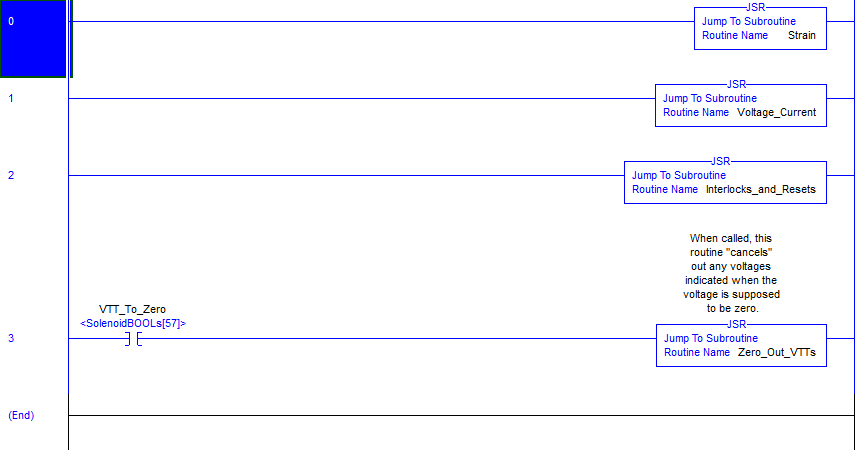 0
JSR
Jump To Subroutine
Routine Name Strain
1
JSR
Jump To Subroutine
Routine Name Voltage_Current
2
JSR
Jump To Subroutine
Routine Name Interlocks_and_Resets
When called, this
routine "cancels"
out any voltages
indicated when the
voltage is supposed
to be zero.
VTT_To_Zero
<SolenoidBOOLs[57]>
3
JSR
Jump To Subroutine
Routine Name Zero_Out_VTTs
(End)